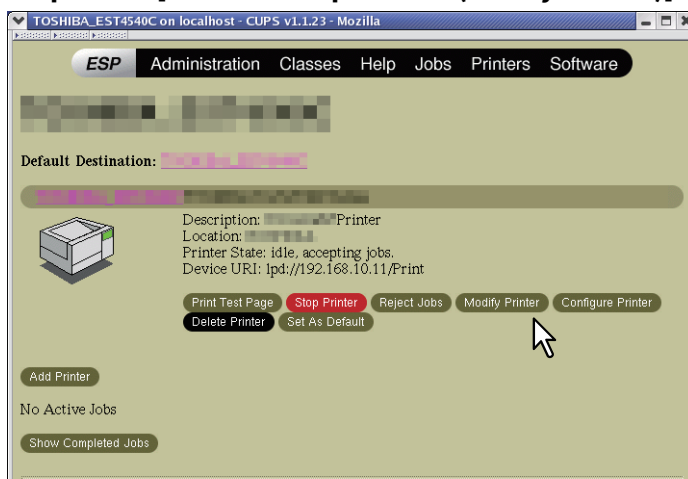 TOSHIBA_EST4540C on localhost - CUPS v1.1.23 - Mozilla
ESP Administration Classes Help Jobs Printers Software
Default Destination:
Description: Printer
Location:
Printer State: idle, accepting jobs.
Device URI: lpd://192.168.10.11/Print
Print Test Page Stop Printer Reject Jobs Modify Printer Configure Printer
Delete Printer Set As Default
Add Printer
No Active Jobs
Show Completed Jobs